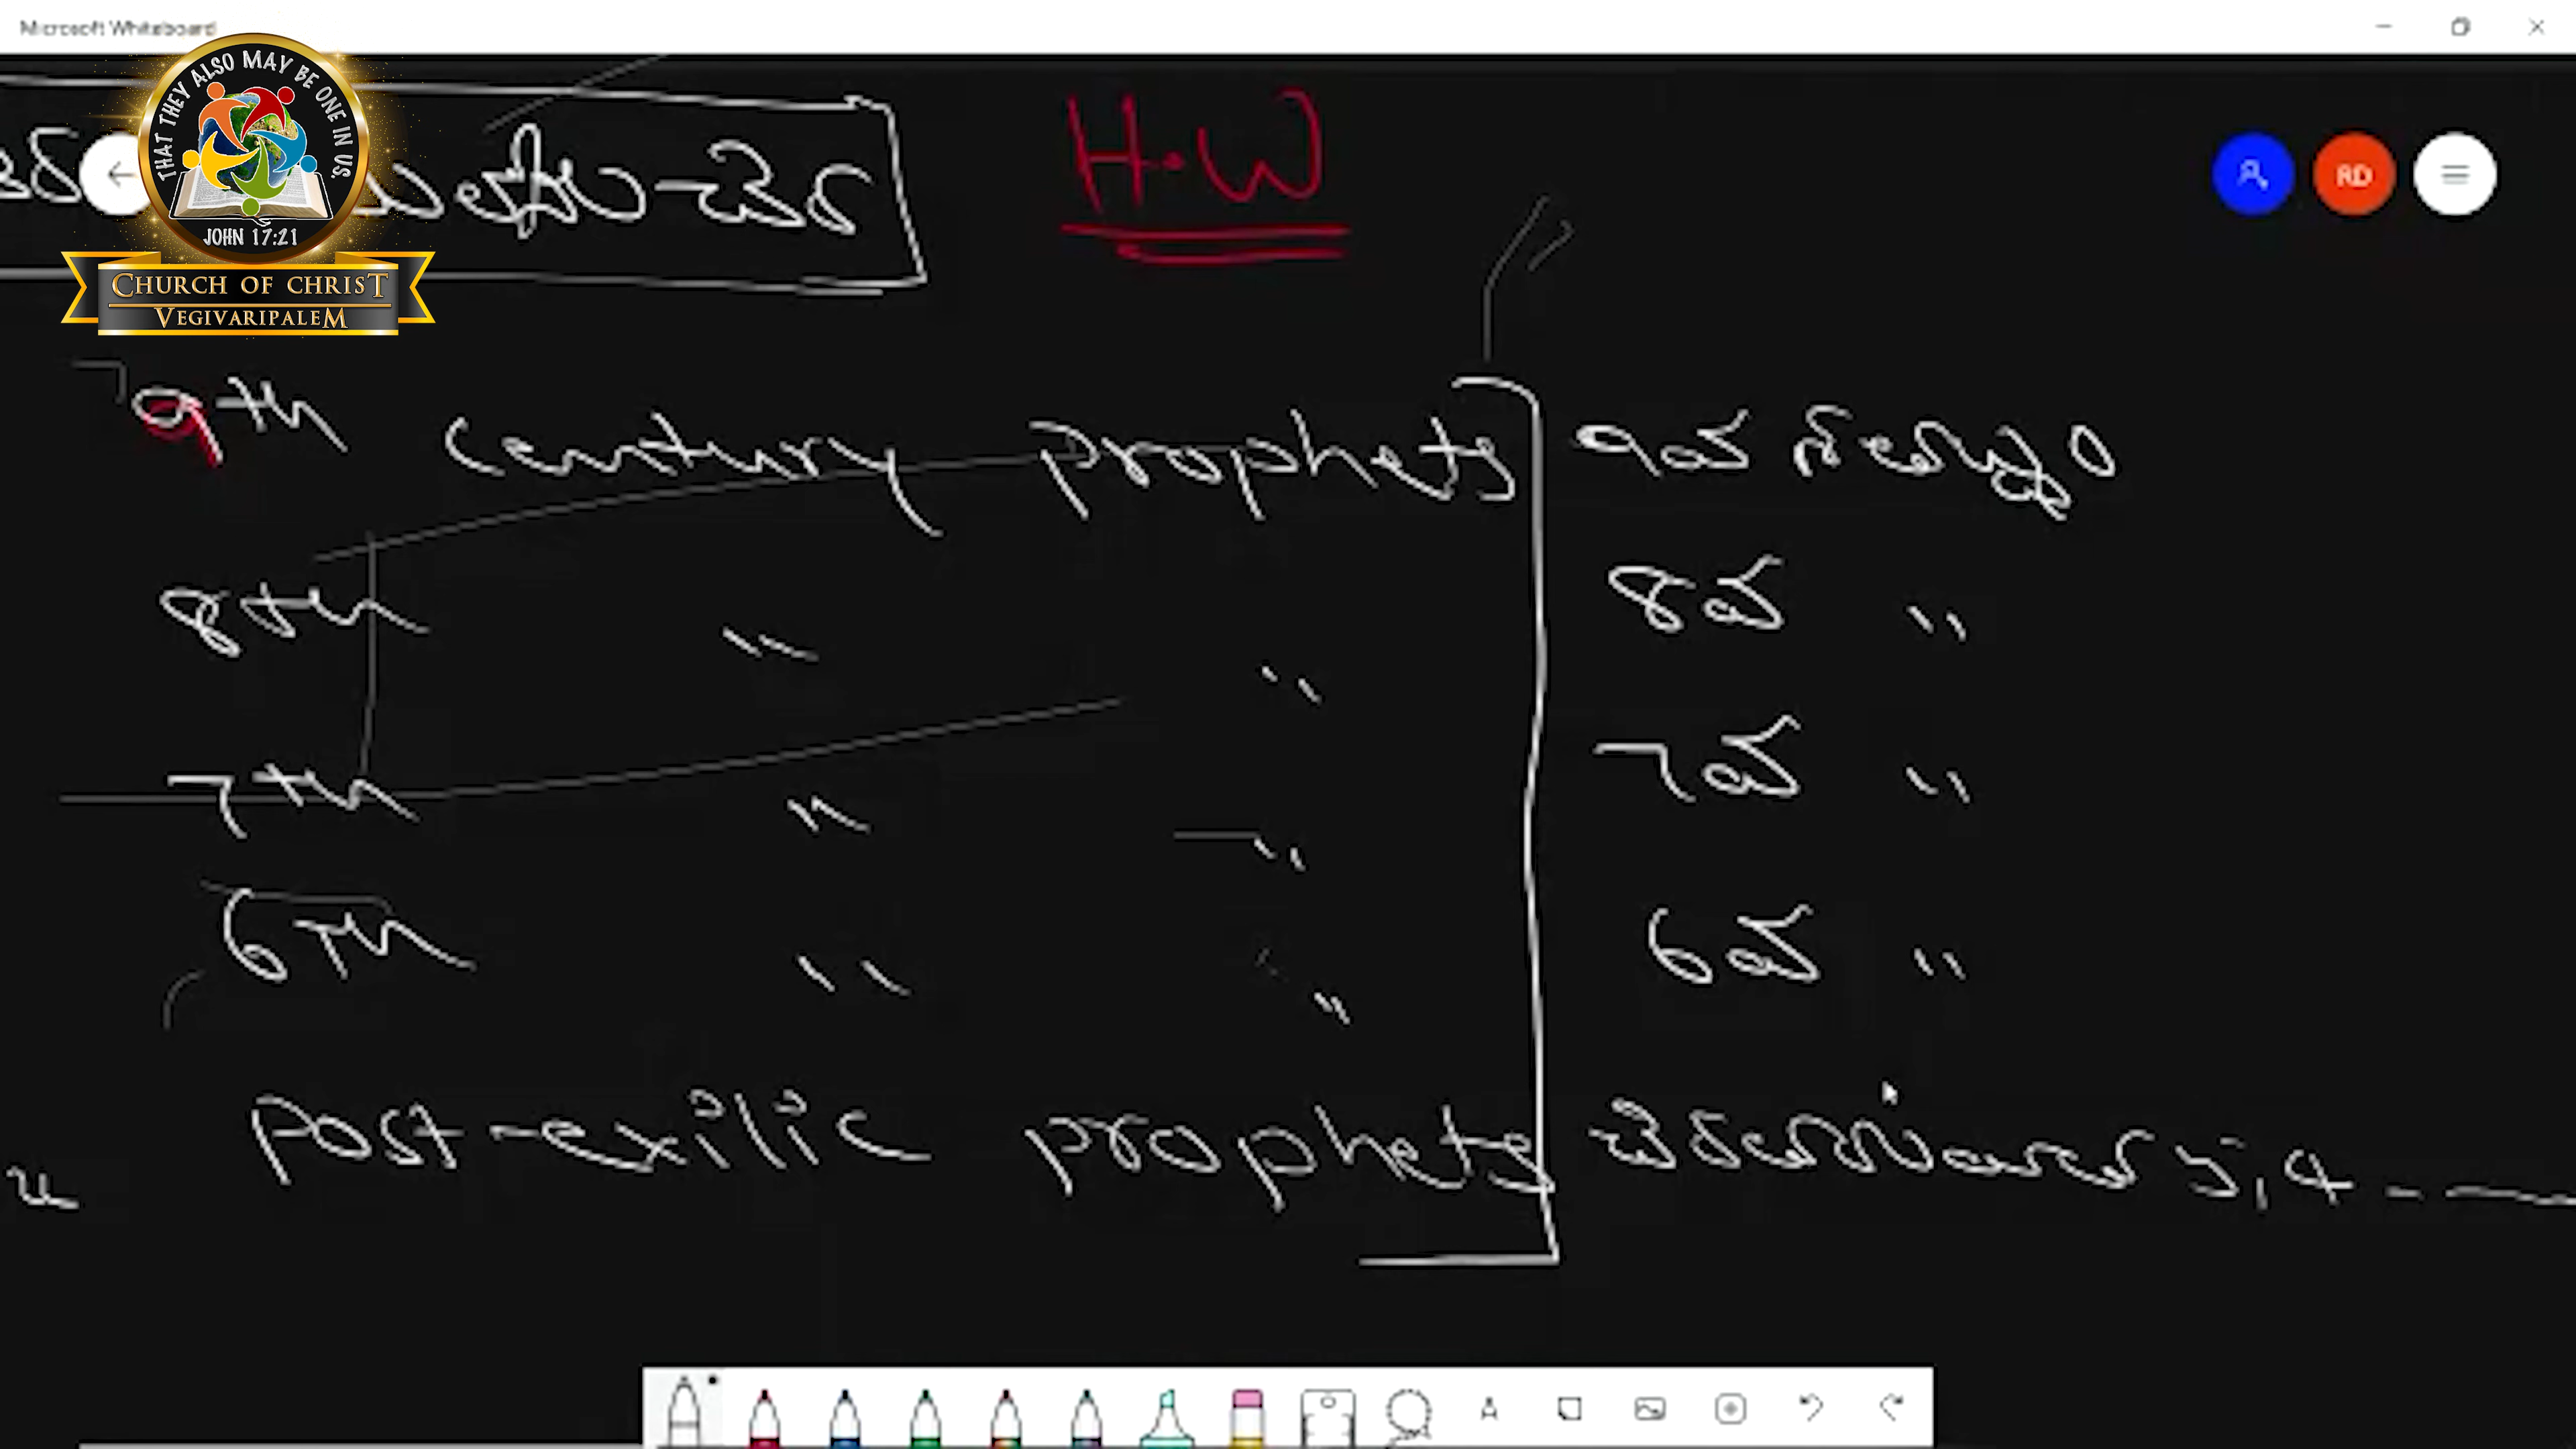 Microsoft Whiteboard
THAT THEY ALSO MAY BE ONE IN US.
JOHN 17:21
CHURCH OF CHRIST
VEGIVARIPALEM
H.W
RD
9th century prophets 9వ
8th " " 8వ "
7th " " 7వ "
6th " " 6వ "
Post-exilic prophets